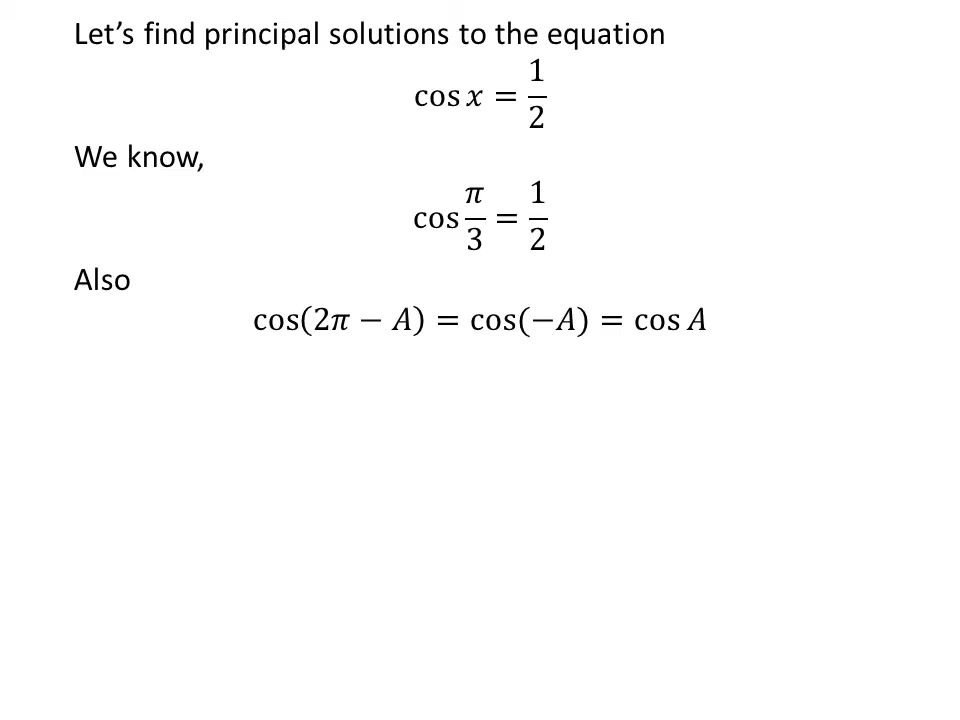 Let’s find principal solutions to the equation
cos 𝑥 = 1/2
We know,
cos 𝜋/3 = 1/2
Also
cos(2𝜋 − 𝐴) = cos(−𝐴) = cos 𝐴